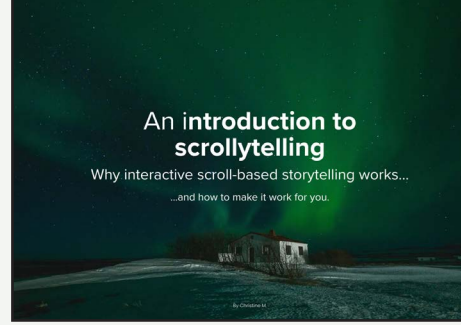 An introduction to
scrollytelling
Why interactive scroll-based storytelling works...
...and how to make it work for you.
By Christine M.